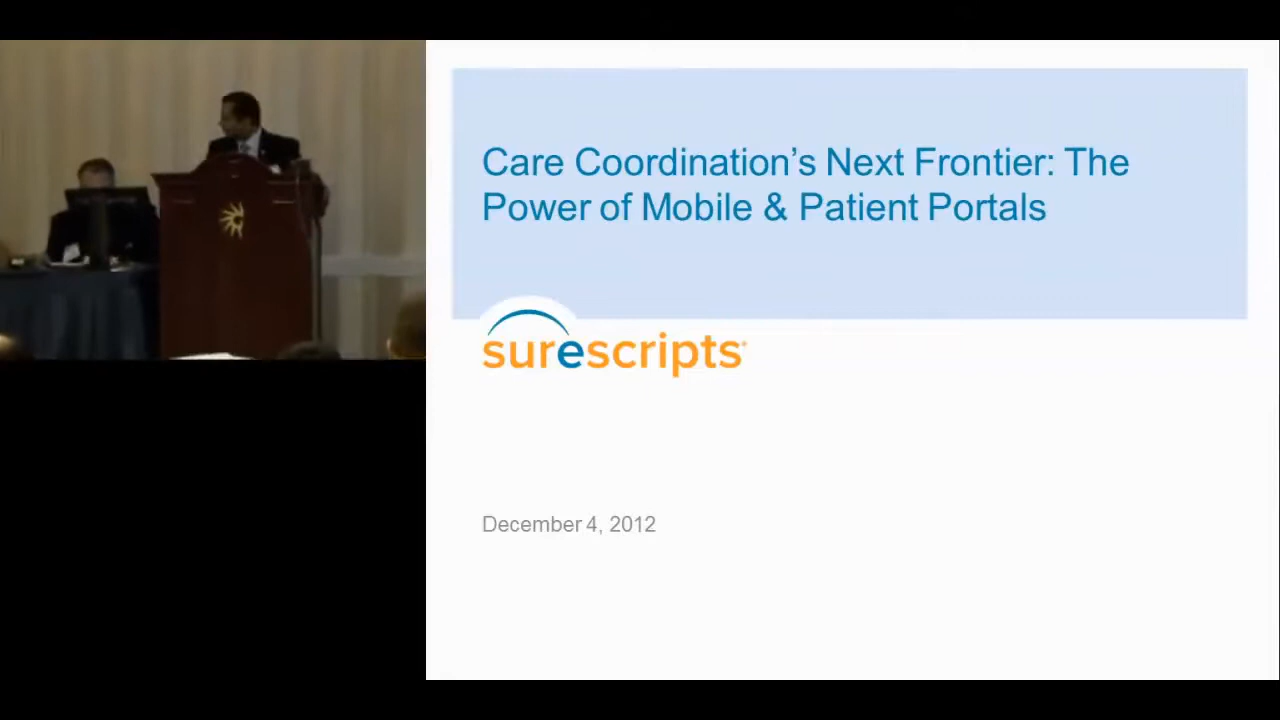 Care Coordination’s Next Frontier: The
Power of Mobile & Patient Portals
surescripts
December 4, 2012